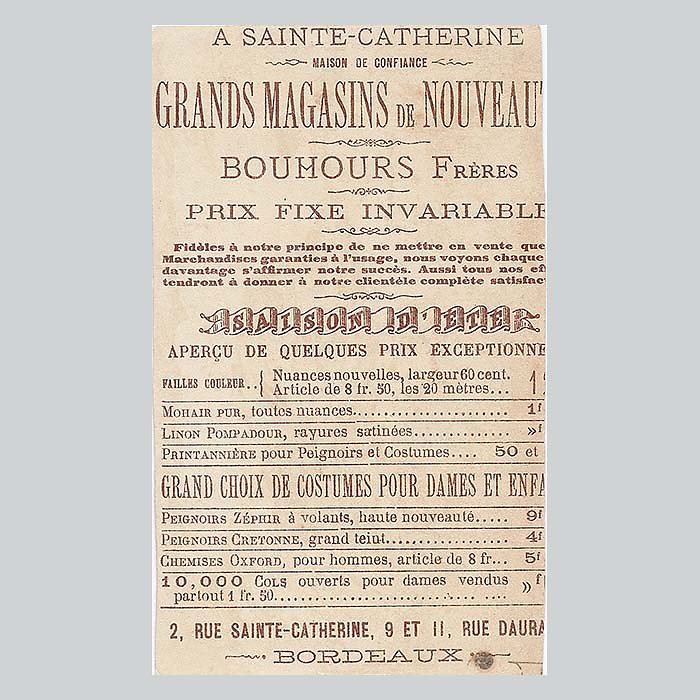 A SAINTE-CATHERINE
MAISON DE CONFIANCE
GRANDS MAGASINS DE NOUVEAUT
BOUHOURS FRÈRES
PRIX FIXE INVARIABLE
Fidèles à notre principe de ne mettre en vente que
Marchandises garanties à l'usage, nous voyons chaque
davantage s'affirmer notre succès. Aussi tous nos ef
tendront à donner à notre clientèle complète satisfac
SAISON D'ÉTÉ
APERÇU DE QUELQUES PRIX EXCEPTIONNE
Nuances nouvelles, largeur 60 cent.
FAILLES COULEUR..{ Article de 8 fr. 50, les 20 mètres...
MOHAIR PUR, toutes nuances..................... 1f
LINON POMPADOUR, rayures satinées............. »f
PRINTANNIÈRE pour Peignoirs et Costumes.... 50 et
GRAND CHOIX DE COSTUMES POUR DAMES ET ENFA
PEIGNOIRS ZÉPHIR à volants, haute nouveauté..... 9f
PEIGNOIRS CRETONNE, grand teint................. 4f
CHEMISES OXFORD, pour hommes, article de 8 fr... 5f
10,000 COLS ouverts pour dames vendus »f
partout 1 fr. 50..............................
2, RUE SAINTE-CATHERINE, 9 ET 11, RUE DAURA
BORDEAUX